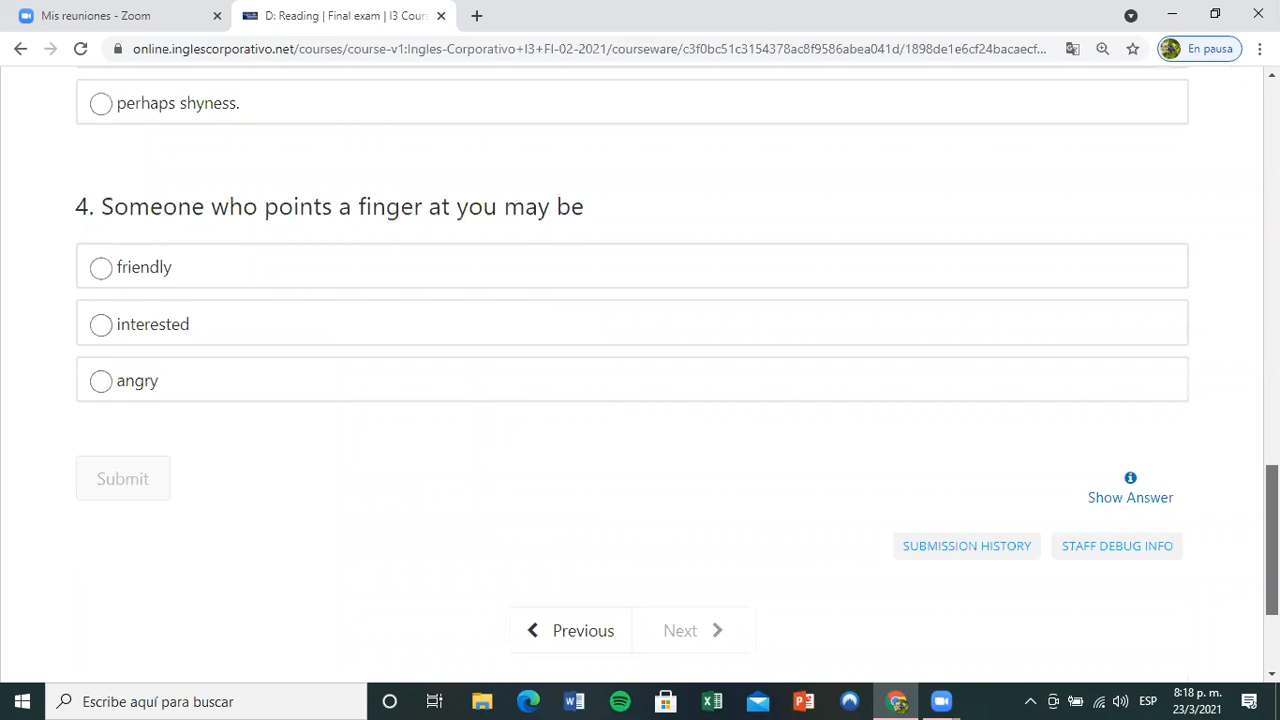 Mis reuniones - Zoom
D: Reading | Final exam | I3 Cour
online.inglescorporativo.net/courses/course-v1:Ingles-Corporativo+I3+FI-02-2021/courseware/c3f0bc51c3154378ac8f9586abea041d/1898de1e6cf24bacaecf...
En pausa
perhaps shyness.
4. Someone who points a finger at you may be
friendly
interested
angry
Submit
Show Answer
SUBMISSION HISTORY
STAFF DEBUG INFO
Previous
Next
Escribe aquí para buscar
ESP
8:18 p. m.
23/3/2021